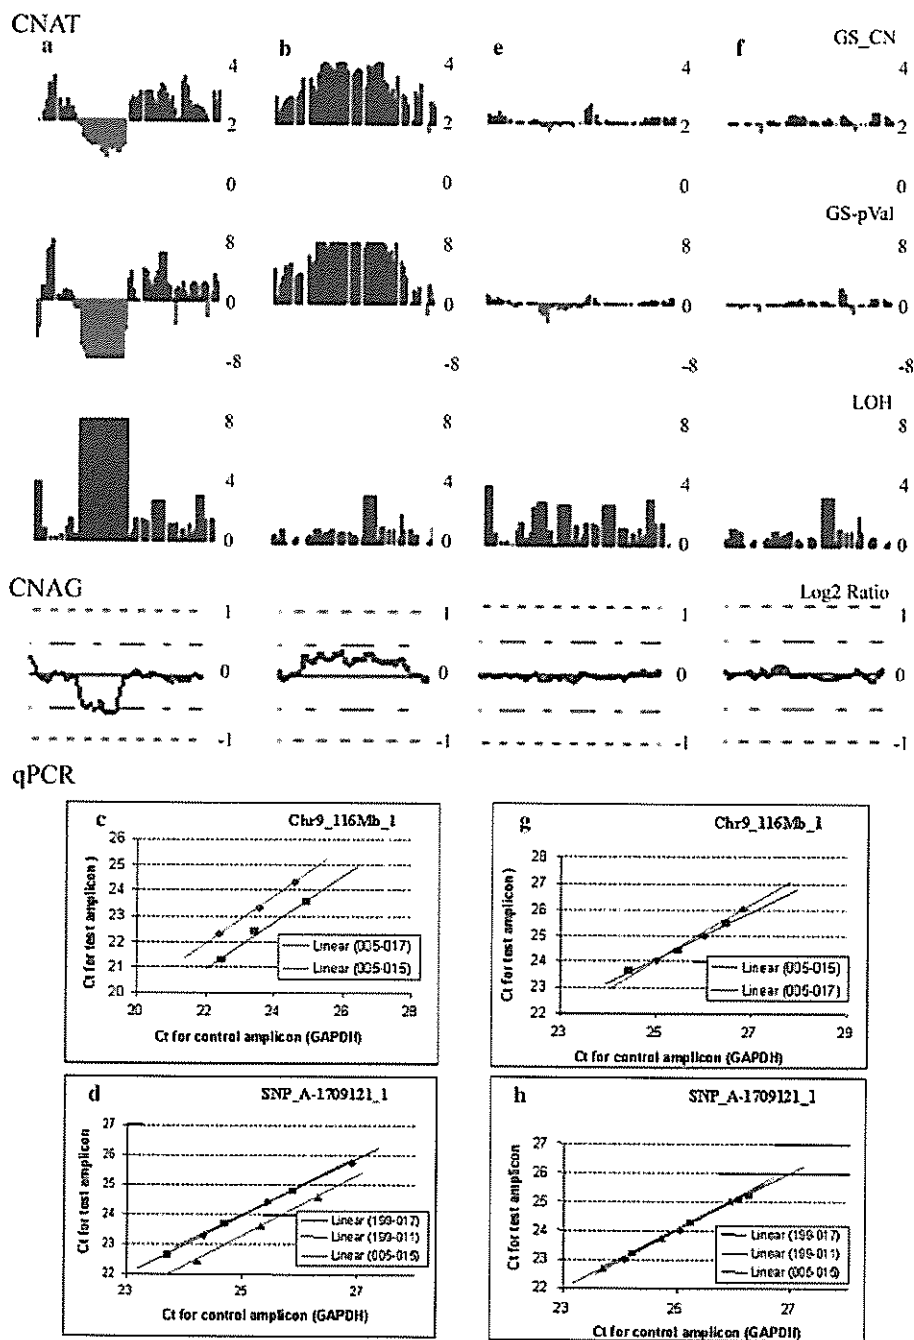 CNAT
a b e f GS_CN
4 4 4 4
2 2 2 2
0 0 0 0
GS-pVal
8 8 8 8
0 0 0 0
-8 -8 -8 -8
LOH
8 8 8 8
4 4 4 4
0 0 0 0
CNAG Log2 Ratio
1 1 1 1
0 0 0 0
-1 -1 -1 -1
qPCR
c Chr9_116Mb_1
Ct for test amplicon )
26
25
24
23
22
21
20
20 22 24 26 28
Linear (005-017)
Linear (005-015)
Ct for control amplicon (GAPDH)
g Chr9_116Mb_1
Ct for test amplicon )
28
27
26
25
24
23
22
23 25 27 29
Linear (005-015)
Linear (005-017)
Ct for control amplicon (GAPDH)
d SNP_A-1709121_1
Ct for test amplicon
27
26
25
24
23
22
23 25 27
Linear (199-017)
Linear (199-011)
Linear (005-015)
Ct for control amplicon (GAPDH)
h SNP_A-1709121_1
Ct for test amplicon
27
26
25
24
23
22
23 25 27
Linear (199-017)
Linear (199-011)
Linear (005-015)
Ct for control amplicon (GAPDH)